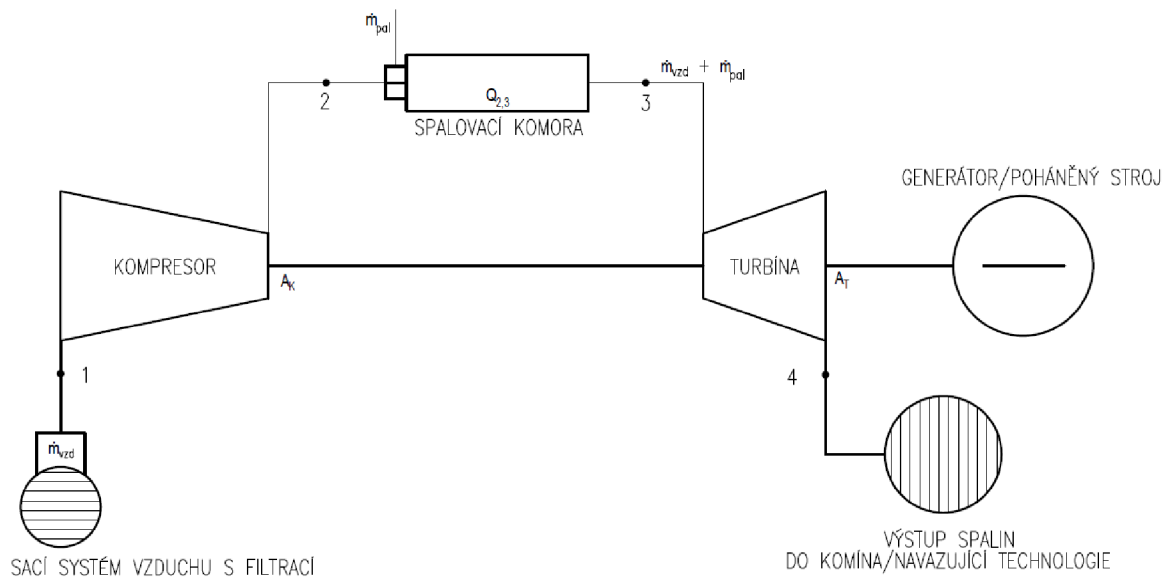 ṁpal
2
Q2,3
3
ṁvzd + ṁpal
SPALOVACÍ KOMORA
GENERÁTOR/POHÁNĚNÝ STROJ
KOMPRESOR
AK
TURBÍNA
AT
1
4
ṁvzd
SACÍ SYSTÉM VZDUCHU S FILTRACÍ
VÝSTUP SPALIN
DO KOMÍNA/NAVAZUJÍCÍ TECHNOLOGIE